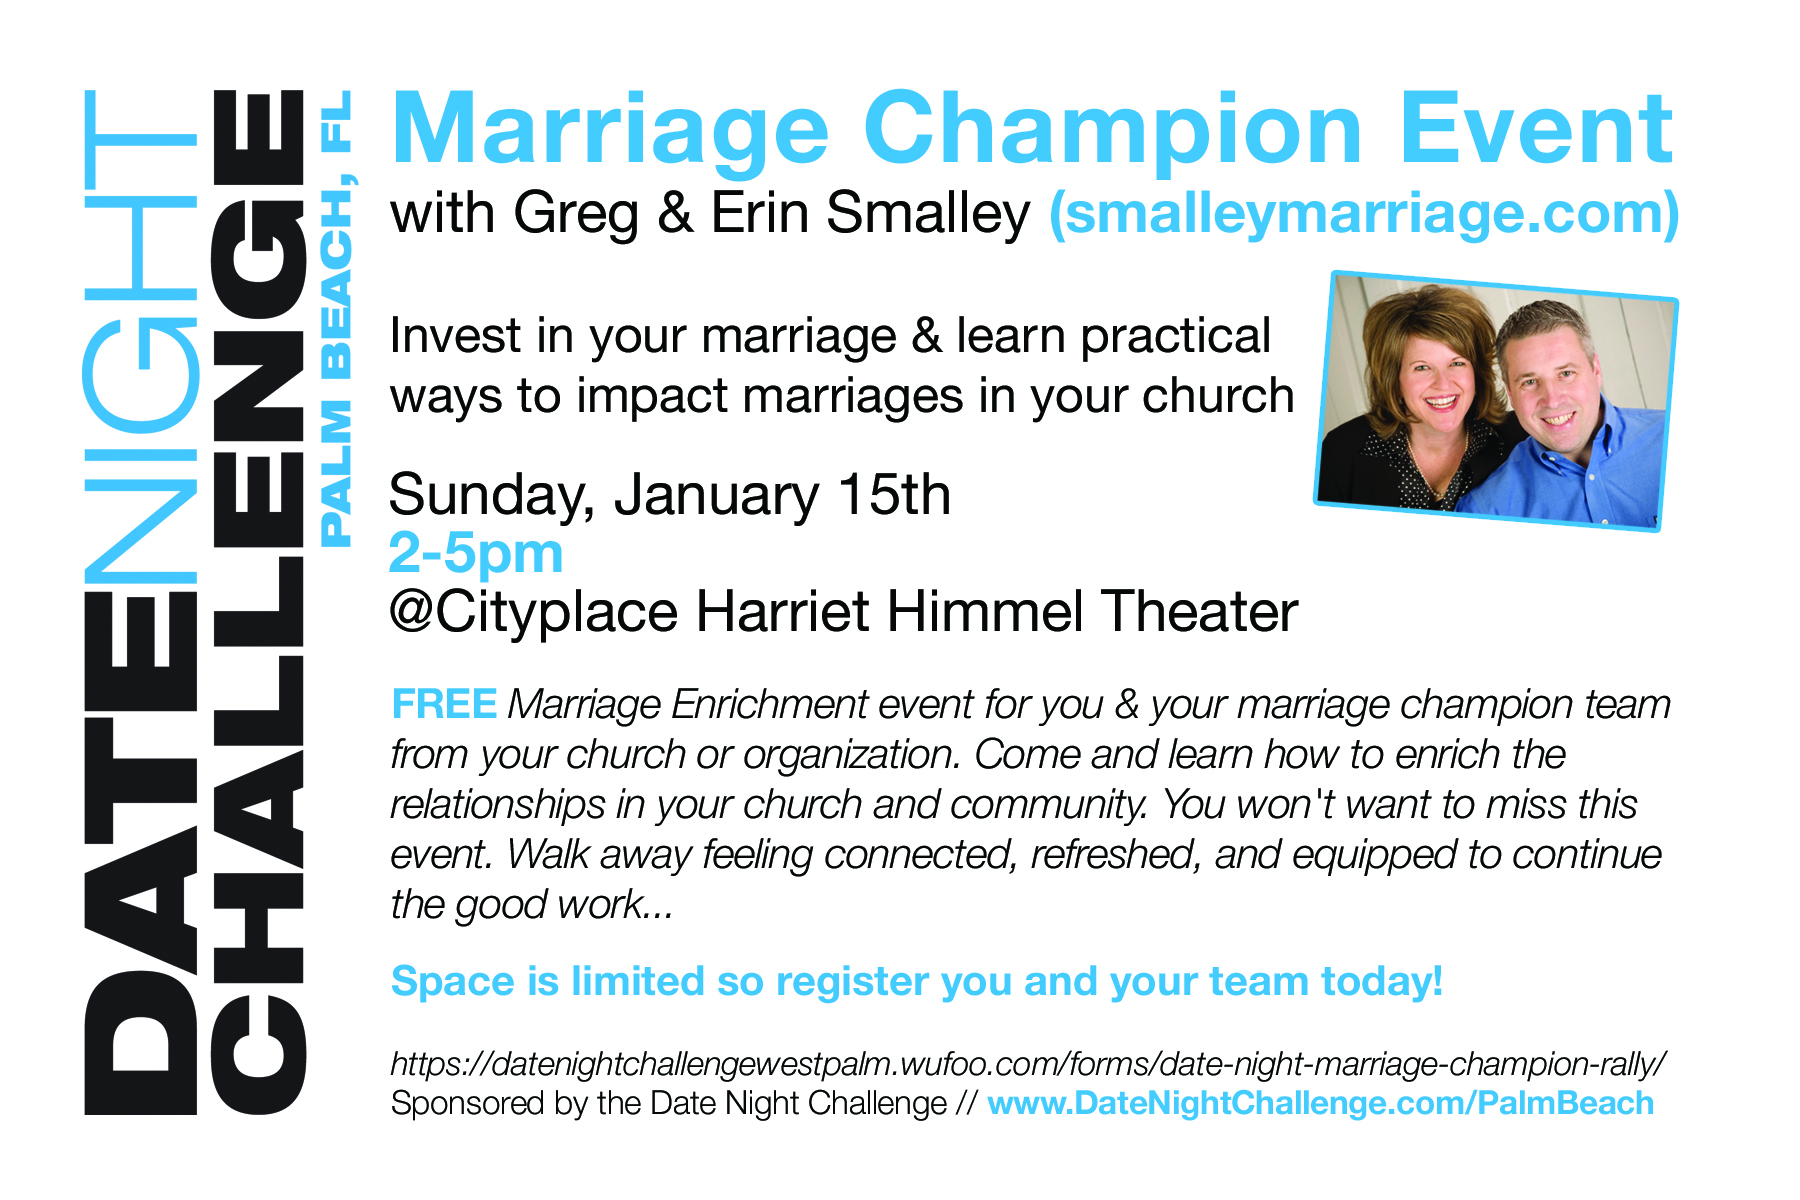 DATENIGHT
CHALLENGE
PALM BEACH, FL
Marriage Champion Event
with Greg & Erin Smalley (smalleymarriage.com)
Invest in your marriage & learn practical
ways to impact marriages in your church
Sunday, January 15th
2-5pm
@Cityplace Harriet Himmel Theater
FREE Marriage Enrichment event for you & your marriage champion team
from your church or organization. Come and learn how to enrich the
relationships in your church and community. You won't want to miss this
event. Walk away feeling connected, refreshed, and equipped to continue
the good work...
Space is limited so register you and your team today!
https://datenightchallengewestpalm.wufoo.com/forms/date-night-marriage-champion-rally/
Sponsored by the Date Night Challenge // www.DateNightChallenge.com/PalmBeach